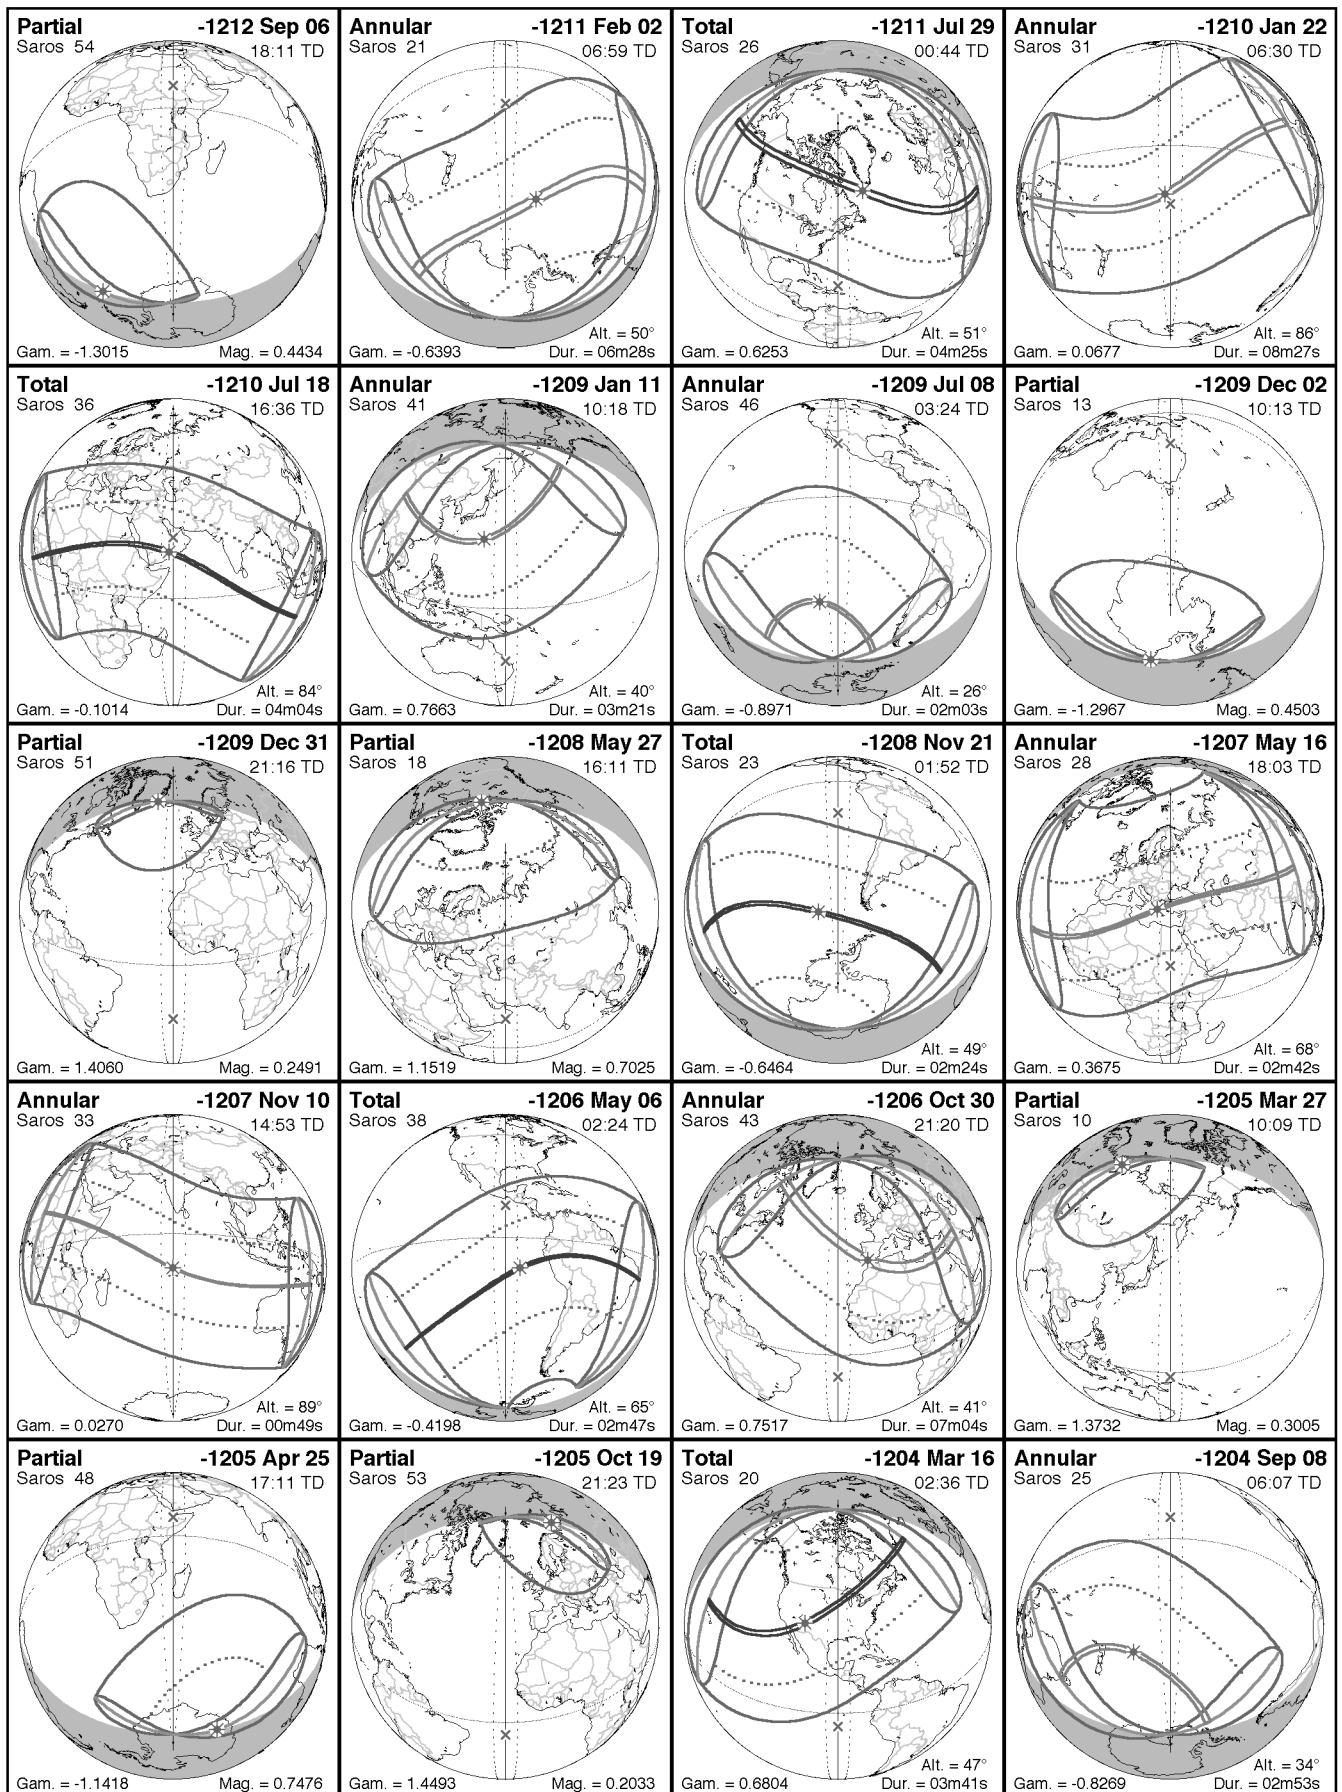 Partial -1212 Sep 06
Saros 54 18:11 TD
Gam. = -1.3015 Mag. = 0.4434
Annular -1211 Feb 02
Saros 21 06:59 TD
Alt. = 50°
Gam. = -0.6393 Dur. = 06m28s
Total -1211 Jul 29
Saros 26 00:44 TD
Alt. = 51°
Gam. = 0.6253 Dur. = 04m25s
Annular -1210 Jan 22
Saros 31 06:30 TD
Alt. = 86°
Gam. = 0.0677 Dur. = 08m27s
Total -1210 Jul 18
Saros 36 16:36 TD
Alt. = 84°
Gam. = -0.1014 Dur. = 04m04s
Annular -1209 Jan 11
Saros 41 10:18 TD
Alt. = 40°
Gam. = 0.7663 Dur. = 03m21s
Annular -1209 Jul 08
Saros 46 03:24 TD
Alt. = 26°
Gam. = -0.8971 Dur. = 02m03s
Partial -1209 Dec 02
Saros 13 10:13 TD
Gam. = -1.2967 Mag. = 0.4503
Partial -1209 Dec 31
Saros 51 21:16 TD
Gam. = 1.4060 Mag. = 0.2491
Partial -1208 May 27
Saros 18 16:11 TD
Gam. = 1.1519 Mag. = 0.7025
Total -1208 Nov 21
Saros 23 01:52 TD
Alt. = 49°
Gam. = -0.6464 Dur. = 02m24s
Annular -1207 May 16
Saros 28 18:03 TD
Alt. = 68°
Gam. = 0.3675 Dur. = 02m42s
Annular -1207 Nov 10
Saros 33 14:53 TD
Alt. = 89°
Gam. = 0.0270 Dur. = 00m49s
Total -1206 May 06
Saros 38 02:24 TD
Alt. = 65°
Gam. = -0.4198 Dur. = 02m47s
Annular -1206 Oct 30
Saros 43 21:20 TD
Alt. = 41°
Gam. = 0.7517 Dur. = 07m04s
Partial -1205 Mar 27
Saros 10 10:09 TD
Gam. = 1.3732 Mag. = 0.3005
Partial -1205 Apr 25
Saros 48 17:11 TD
Gam. = -1.1418 Mag. = 0.7476
Partial -1205 Oct 19
Saros 53 21:23 TD
Gam. = 1.4493 Mag. = 0.2033
Total -1204 Mar 16
Saros 20 02:36 TD
Alt. = 47°
Gam. = 0.6804 Dur. = 03m41s
Annular -1204 Sep 08
Saros 25 06:07 TD
Alt. = 34°
Gam. = -0.8269 Dur. = 02m53s